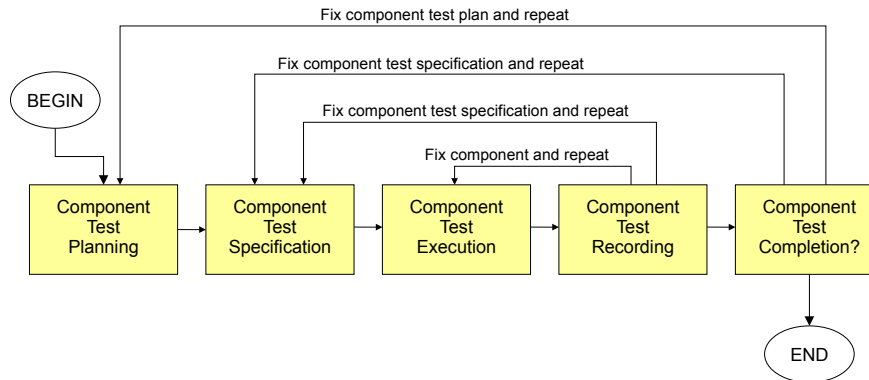 Fix component test plan and repeat
Fix component test specification and repeat
BEGIN
Fix component test specification and repeat
Fix component and repeat
Component
Test
Planning
Component
Test
Specification
Component
Test
Execution
Component
Test
Recording
Component
Test
Completion?
END